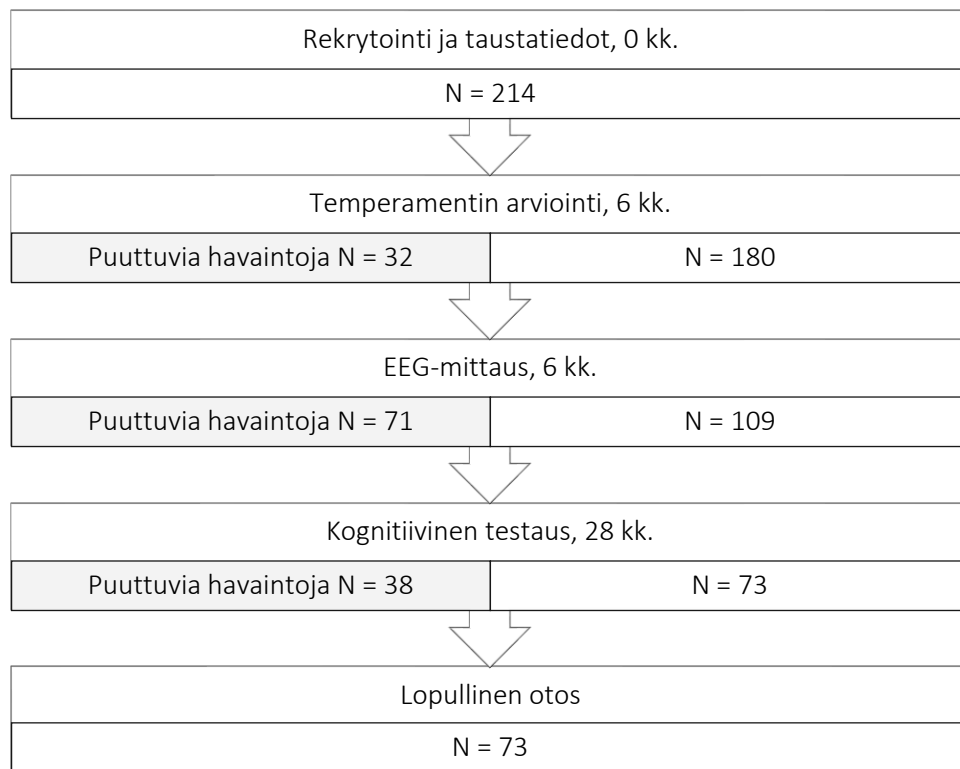 Rekrytointi ja taustatiedot, 0 kk.
N = 214
Temperamentin arviointi, 6 kk.
Puuttuvia havaintoja N = 32
N = 180
EEG-mittaus, 6 kk.
Puuttuvia havaintoja N = 71
N = 109
Kognitiivinen testaus, 28 kk.
Puuttuvia havaintoja N = 38
N = 73
Lopullinen otos
N = 73